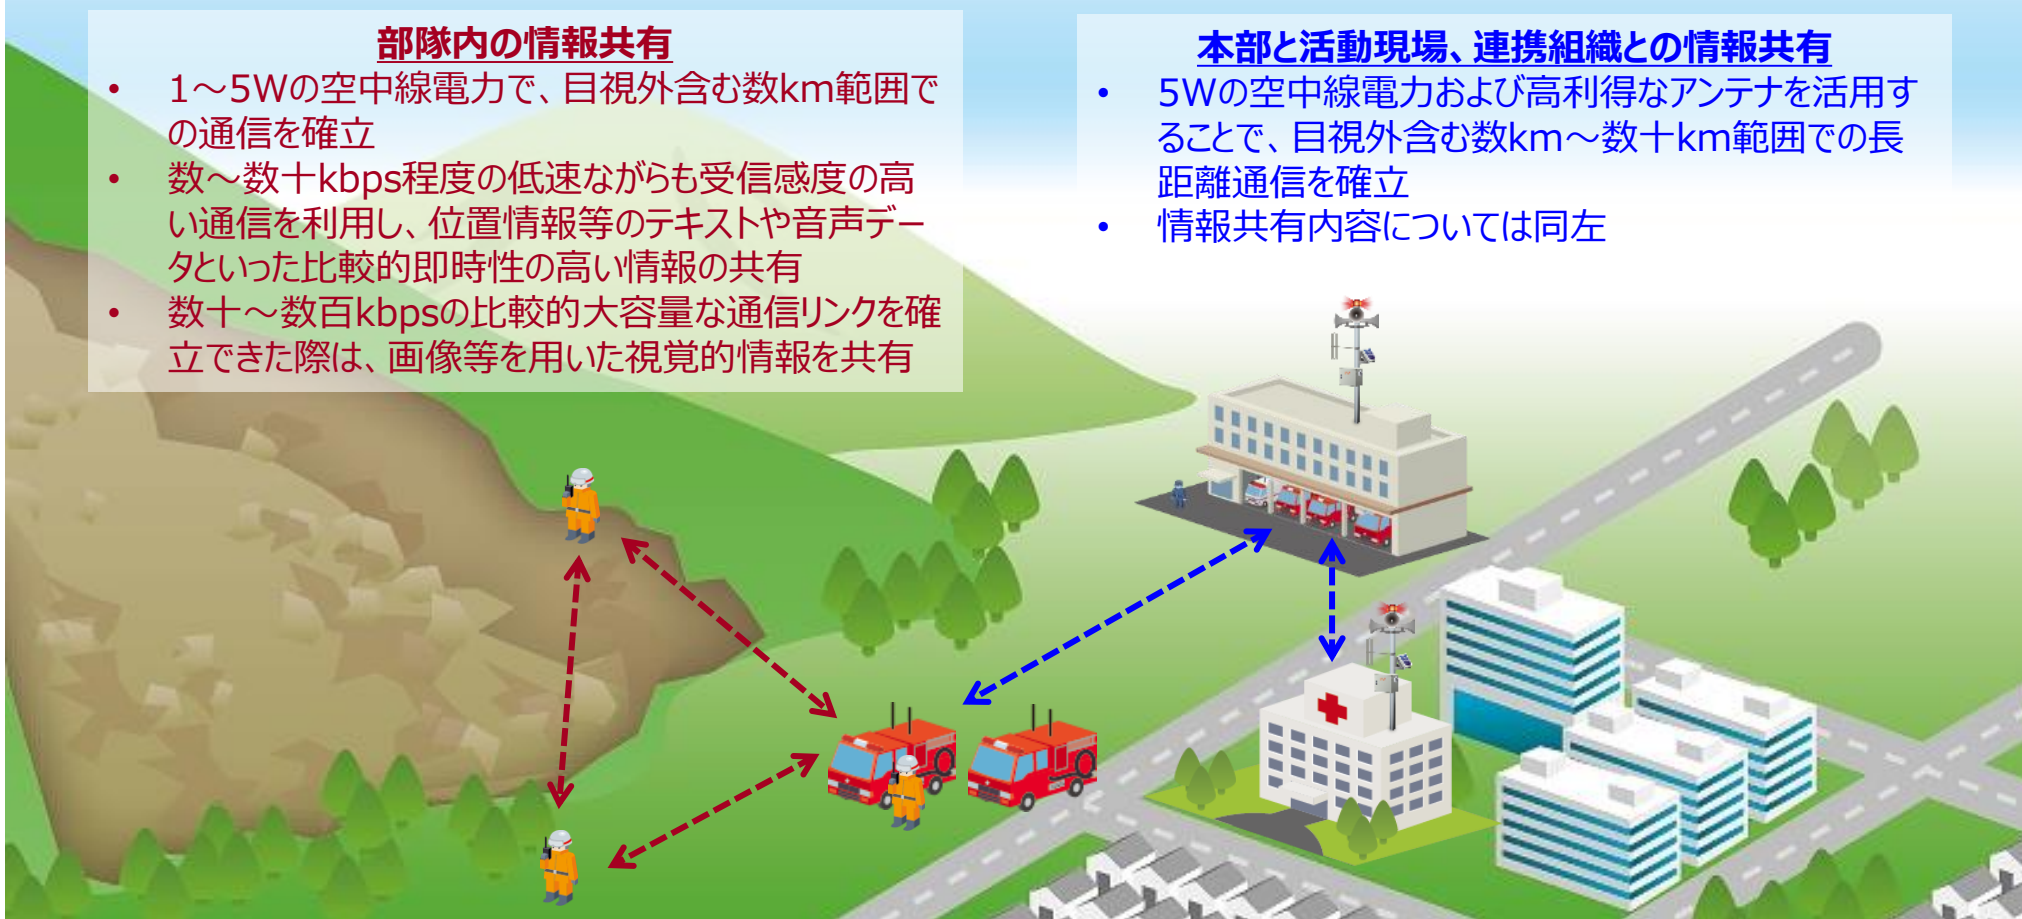 部隊内の情報共有
• 1～5Wの空中線電力で、目視外含む数km範囲で
の通信を確立
• 数～数十kbps程度の低速ながらも受信感度の高
い通信を利用し、位置情報等のテキストや音声デー
タといった比較的即時性の高い情報の共有
• 数十～数百kbpsの比較的大容量な通信リンクを確
立できた際は、画像等を用いた視覚的情報を共有
本部と活動現場、連携組織との情報共有
• 5Wの空中線電力および高利得なアンテナを活用す
ることで、目視外含む数km～数十km範囲での長
距離通信を確立
• 情報共有内容については同左